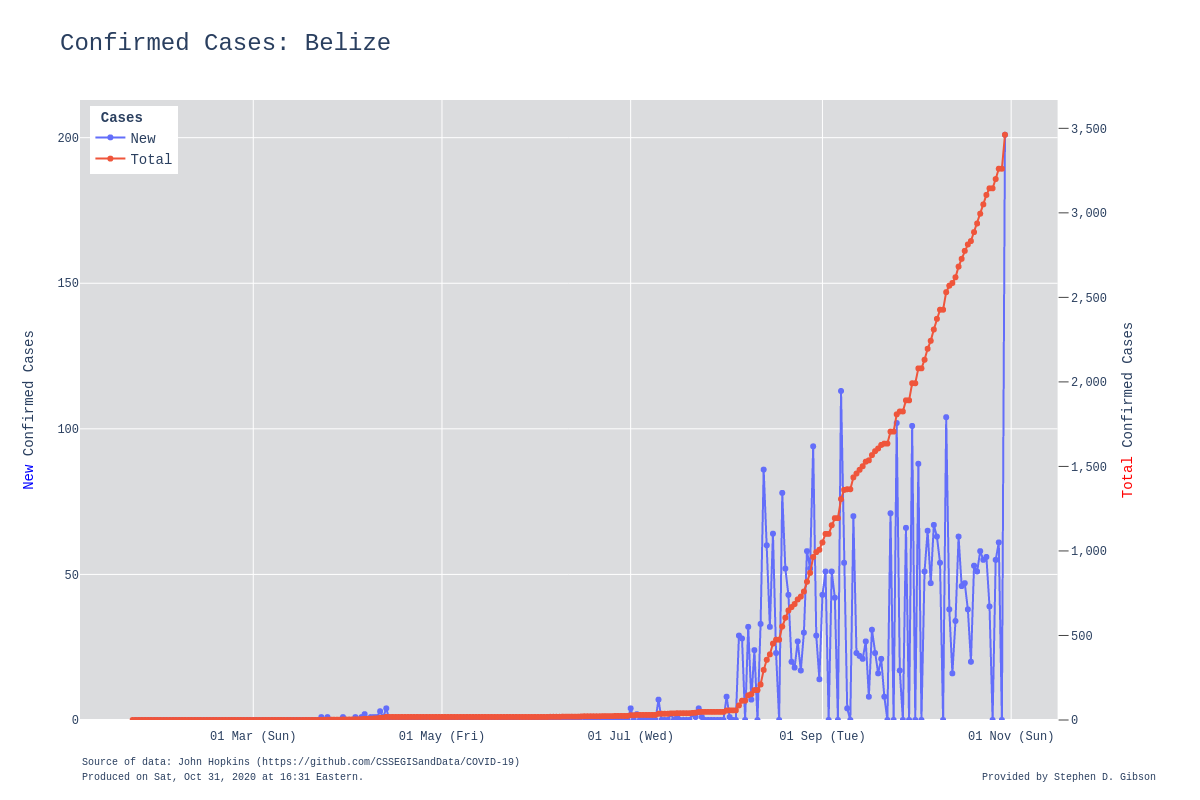 Confirmed Cases: Belize
Cases
New
Total
200
150
100
50
0
3,500
3,000
2,500
2,000
1,500
1,000
500
0
New Confirmed Cases
Total Confirmed Cases
01 Mar (Sun)
01 May (Fri)
01 Jul (Wed)
01 Sep (Tue)
01 Nov (Sun)
Source of data: John Hopkins (https://github.com/CSSEGISandData/COVID-19)
Produced on Sat, Oct 31, 2020 at 16:31 Eastern.
Provided by Stephen D. Gibson